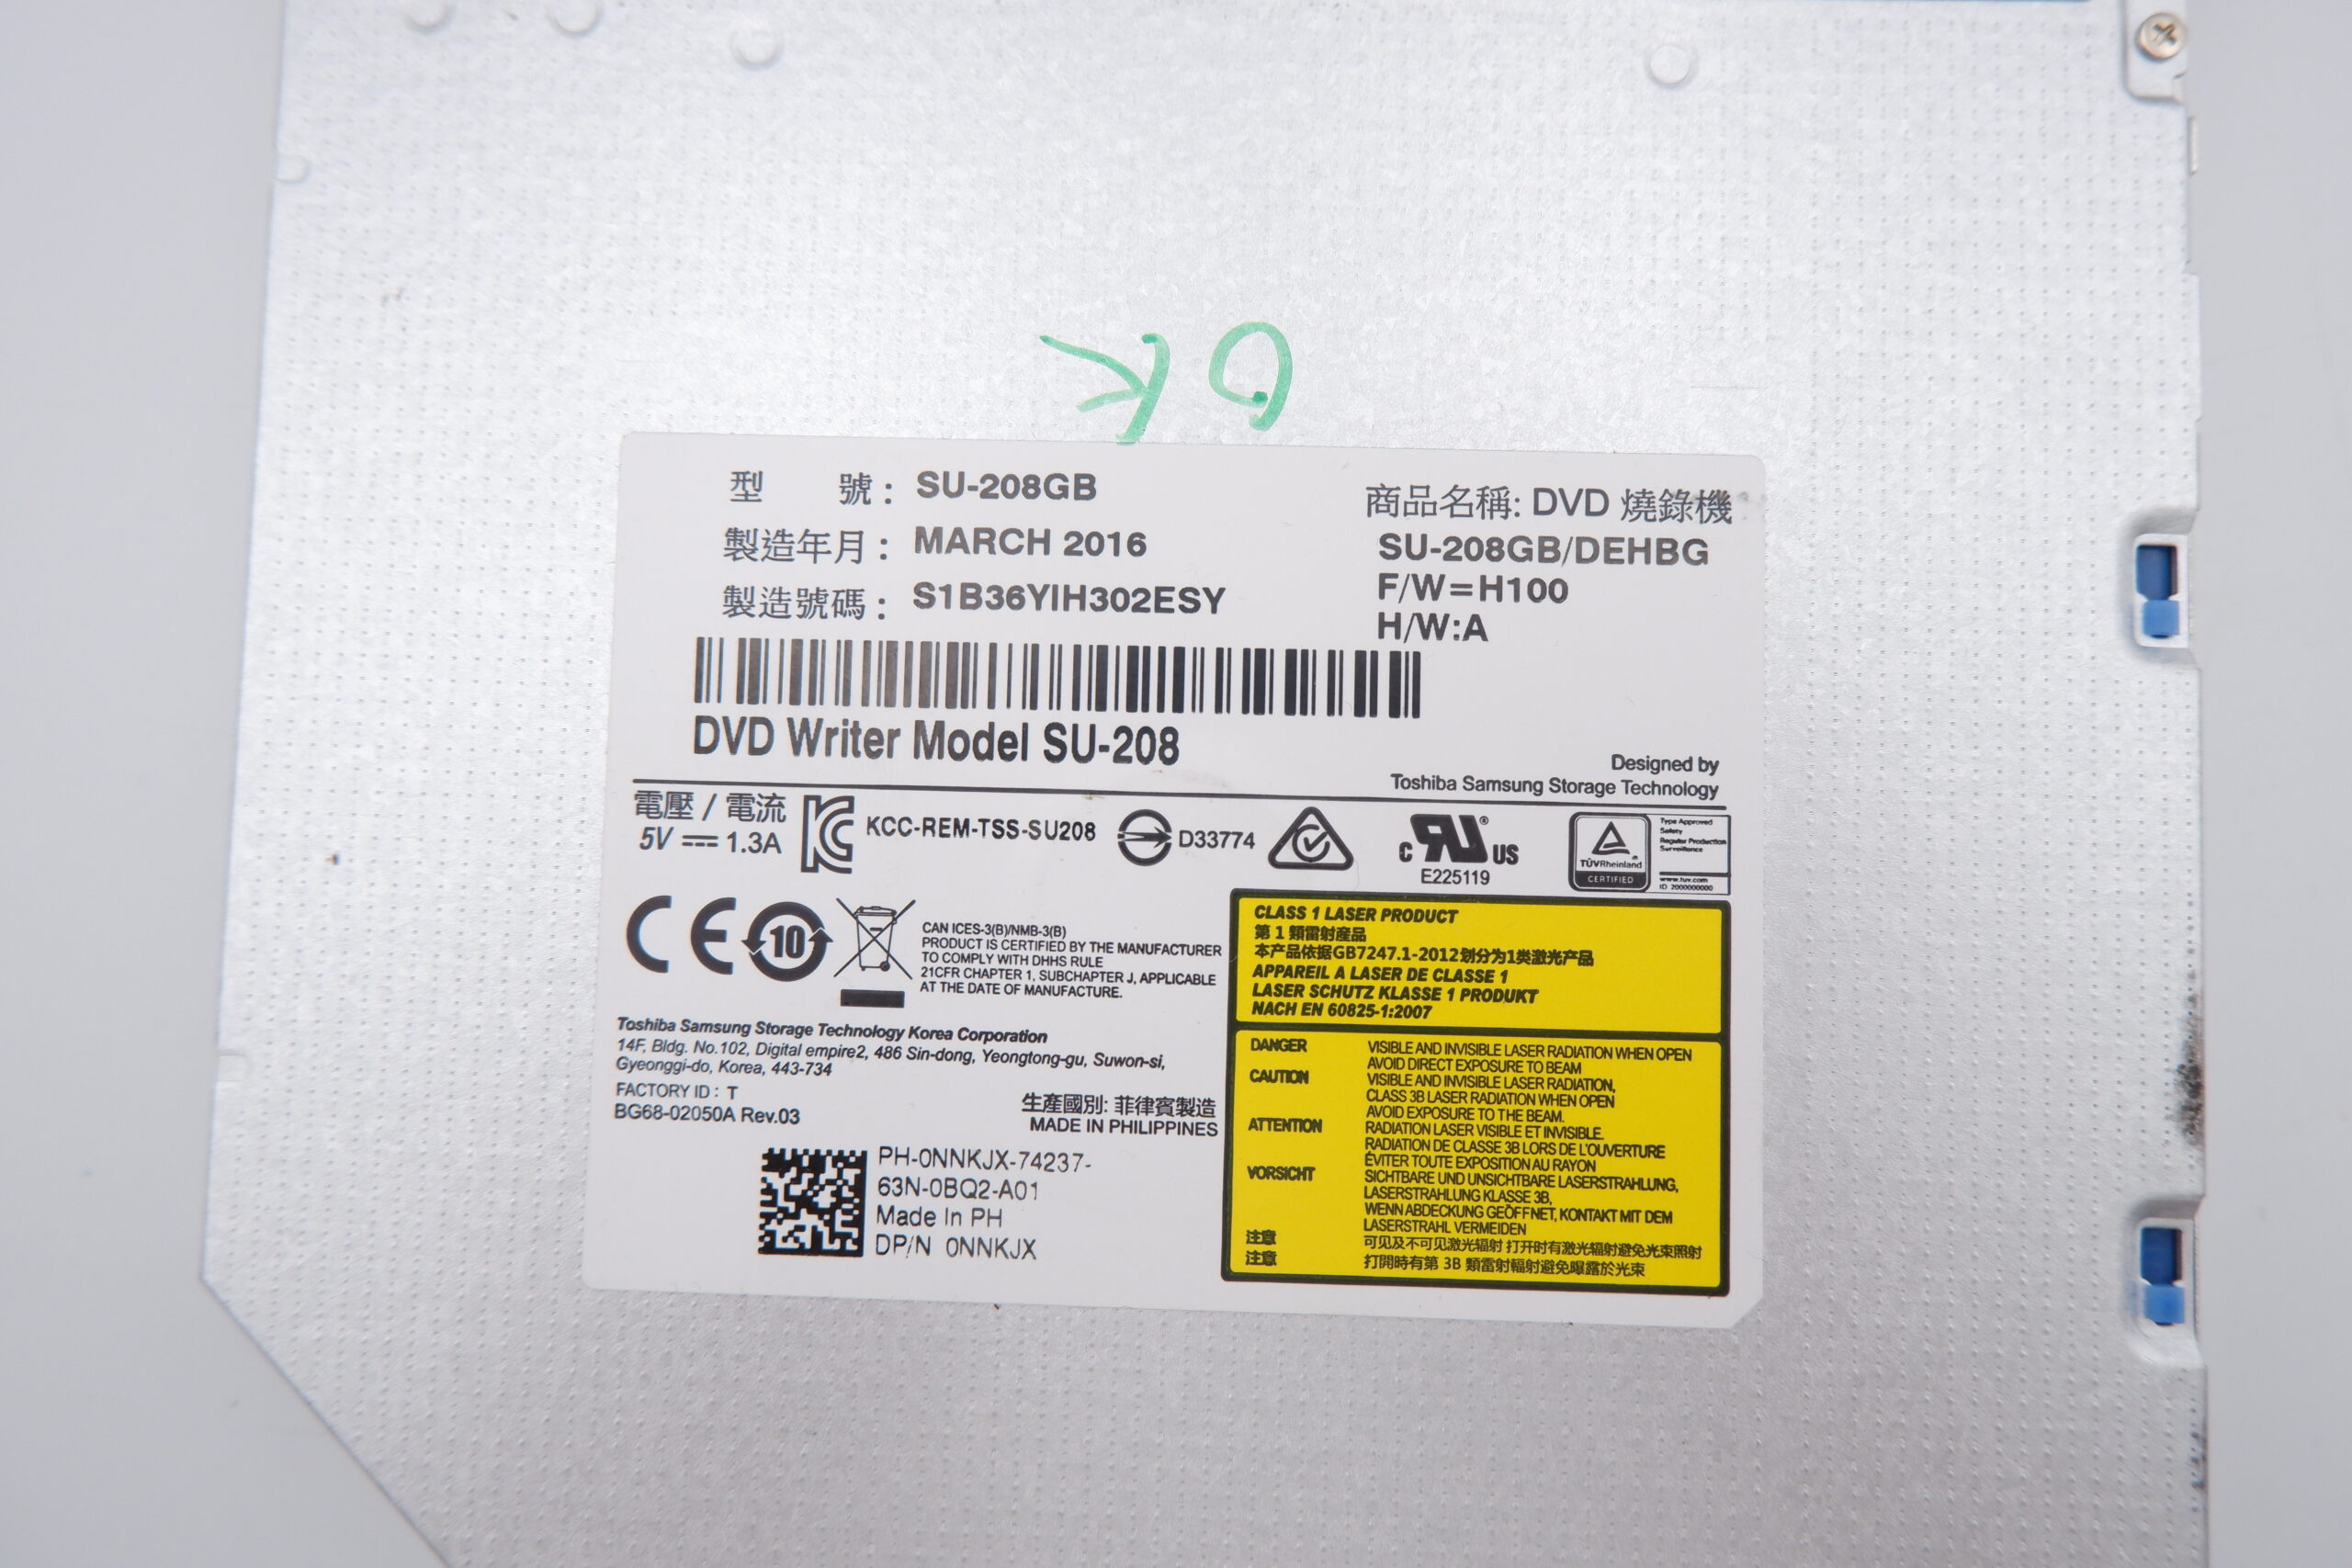 OK
型 號： SU-208GB
製造年月： MARCH 2016
製造號碼： S1B36YIH302ESY
商品名稱: DVD 燒錄機
SU-208GB/DEHBG
F/W=H100
H/W:A
DVD Writer Model SU-208
Designed by
Toshiba Samsung Storage Technology
電壓 / 電流
5V 1.3A
KCC-REM-TSS-SU208
D33774
c RU US
E225119
TÜVRheinland
CERTIFIED
Type Approved
Safety
Regular Production
Surveillance
www.tuv.com
ID 2000000000
CE
10
CAN ICES-3(B)/NMB-3(B)
PRODUCT IS CERTIFIED BY THE MANUFACTURER
TO COMPLY WITH DHHS RULE
21CFR CHAPTER 1, SUBCHAPTER J, APPLICABLE
AT THE DATE OF MANUFACTURE.
Toshiba Samsung Storage Technology Korea Corporation
14F, Bldg. No.102, Digital empire2, 486 Sin-dong, Yeongtong-gu, Suwon-si,
Gyeonggi-do, Korea, 443-734
FACTORY ID : T
BG68-02050A Rev.03
生產國別: 菲律賓製造
MADE IN PHILIPPINES
PH-0NNKJX-74237-
63N-0BQ2-A01
Made In PH
DP/N 0NNKJX
CLASS 1 LASER PRODUCT
第 1 類雷射產品
本产品依据GB7247.1-2012划分为1类激光产品
APPAREIL A LASER DE CLASSE 1
LASER SCHUTZ KLASSE 1 PRODUKT
NACH EN 60825-1:2007
DANGER VISIBLE AND INVISIBLE LASER RADIATION WHEN OPEN
AVOID DIRECT EXPOSURE TO BEAM
CAUTION VISIBLE AND INVISIBLE LASER RADIATION,
CLASS 3B LASER RADIATION WHEN OPEN
AVOID EXPOSURE TO THE BEAM.
ATTENTION RADIATION LASER VISIBLE ET INVISIBLE.
RADIATION DE CLASSE 3B LORS DE L'OUVERTURE
ÉVITER TOUTE EXPOSITION AU RAYON
VORSICHT SICHTBARE UND UNSICHTBARE LASERSTRAHLUNG,
LASERSTRAHLUNG KLASSE 3B,
WENN ABDECKUNG GEÖFFNET, KONTAKT MIT DEM
LASERSTRAHL VERMEIDEN
注意 可见及不可见激光辐射 打开时有激光辐射避免光束照射
注意 打開時有第 3B 類雷射輻射避免曝露於光束